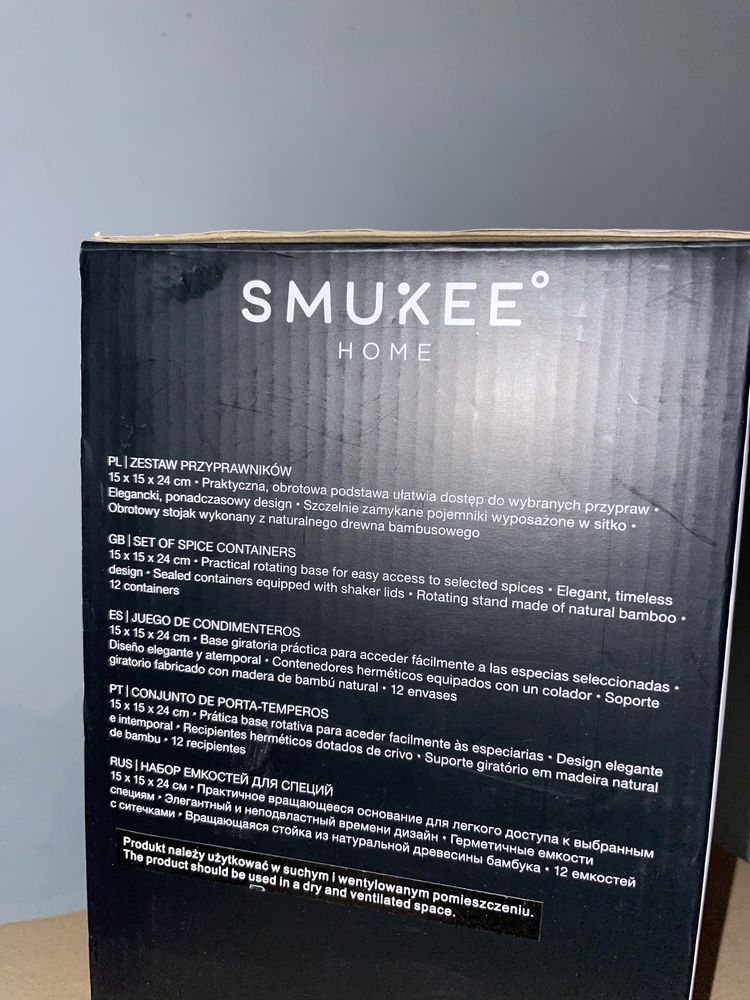 SMUKEE°
HOME
PL | ZESTAW PRZYPRAWNIKÓW
15 x 15 x 24 cm • Praktyczna, obrotowa podstawa ułatwia dostęp do wybranych przypraw •
Elegancki, ponadczasowy design • Szczelnie zamykane pojemniki wyposażone w sitko •
Obrotowy stojak wykonany z naturalnego drewna bambusowego
GB | SET OF SPICE CONTAINERS
15 x 15 x 24 cm • Practical rotating base for easy access to selected spices • Elegant, timeless
design • Sealed containers equipped with shaker lids • Rotating stand made of natural bamboo •
12 containers
ES | JUEGO DE CONDIMENTEROS
15 x 15 x 24 cm • Base giratoria práctica para acceder fácilmente a las especias seleccionadas •
Diseño elegante y atemporal • Contenedores herméticos equipados con un colador • Soporte
giratorio fabricado con madera de bambú natural • 12 envases
PT | CONJUNTO DE PORTA-TEMPEROS
15 x 15 x 24 cm • Prática base rotativa para aceder facilmente às especiarias • Design elegante
e intemporal • Recipientes herméticos dotados de crivo • Suporte giratório em madeira natural
de bambu • 12 recipientes
RUS | НАБОР ЕМКОСТЕЙ ДЛЯ СПЕЦИЙ
15 x 15 x 24 см • Практичное вращающееся основание для легкого доступа к выбранным
специям • Элегантный и неподвластный времени дизайн • Герметичные емкости
с ситечками • Вращающаяся стойка из натуральной древесины бамбука • 12 емкостей
Produkt należy użytkować w suchym i wentylowanym pomieszczeniu.
The product should be used in a dry and ventilated space.